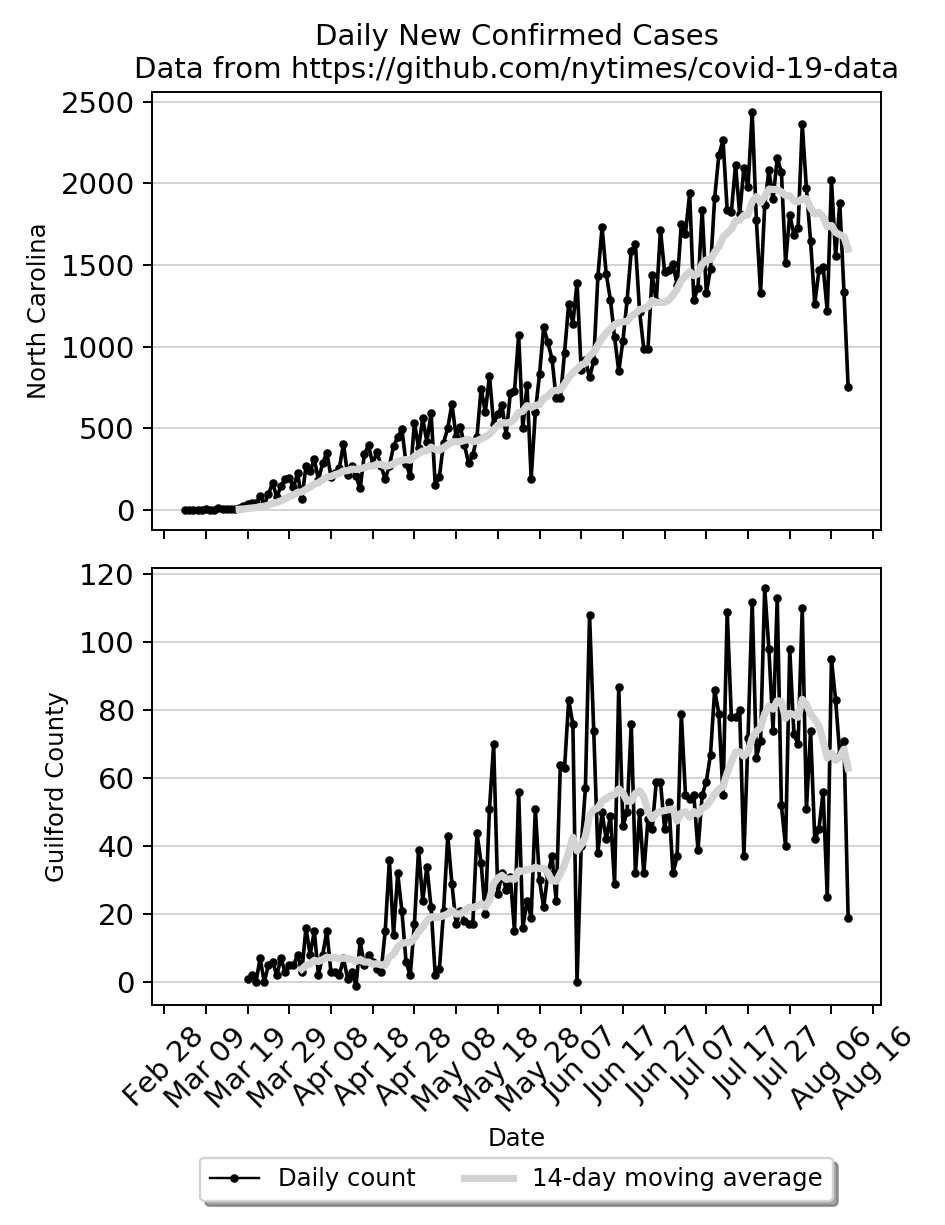 Daily New Confirmed Cases
Data from https://github.com/nytimes/covid-19-data
2500
2000
1500
1000
500
0
North Carolina
120
100
80
60
40
20
0
Guilford County
Feb 28
Mar 09
Mar 19
Mar 29
Apr 08
Apr 18
Apr 28
May 08
May 18
May 28
Jun 07
Jun 17
Jun 27
Jul 07
Jul 17
Jul 27
Aug 06
Aug 16
Date
Daily count
14-day moving average